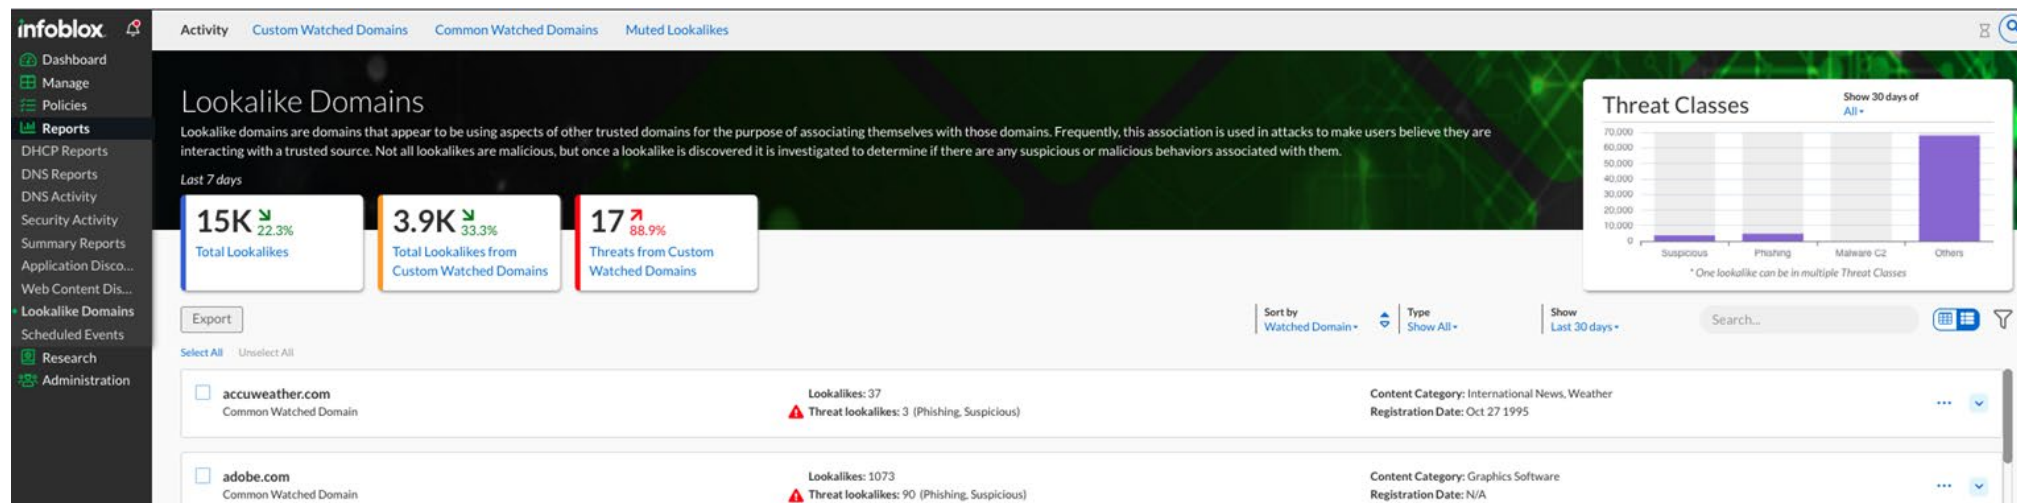 infoblox
Activity
Custom Watched Domains
Common Watched Domains
Muted Lookalikes
Dashboard
Manage
Policies
Reports
DHCP Reports
DNS Reports
DNS Activity
Security Activity
Summary Reports
Application Disco...
Web Content Dis...
Lookalike Domains
Scheduled Events
Research
Administration
Lookalike Domains
Lookalike domains are domains that appear to be using aspects of other trusted domains for the purpose of associating themselves with those domains. Frequently, this association is used in attacks to make users believe they are
interacting with a trusted source. Not all lookalikes are malicious, but once a lookalike is discovered it is investigated to determine if there are any suspicious or malicious behaviors associated with them.
Last 7 days
15K 22.3%
Total Lookalikes
3.9K 33.3%
Total Lookalikes from
Custom Watched Domains
17 88.9%
Threats from Custom
Watched Domains
Threat Classes
Show 30 days of
All
70,000
60,000
50,000
40,000
30,000
20,000
10,000
0
Suspicious Phishing Malware C2 Others
* One lookalike can be in multiple Threat Classes
Export
Sort by
Watched Domain
Type
Show All
Show
Last 30 days
Search...
Select All Unselect All
accuweather.com
Common Watched Domain
Lookalikes: 37
Threat lookalikes: 3 (Phishing, Suspicious)
Content Category: International News, Weather
Registration Date: Oct 27 1995
adobe.com
Common Watched Domain
Lookalikes: 1073
Threat lookalikes: 90 (Phishing, Suspicious)
Content Category: Graphics Software
Registration Date: N/A